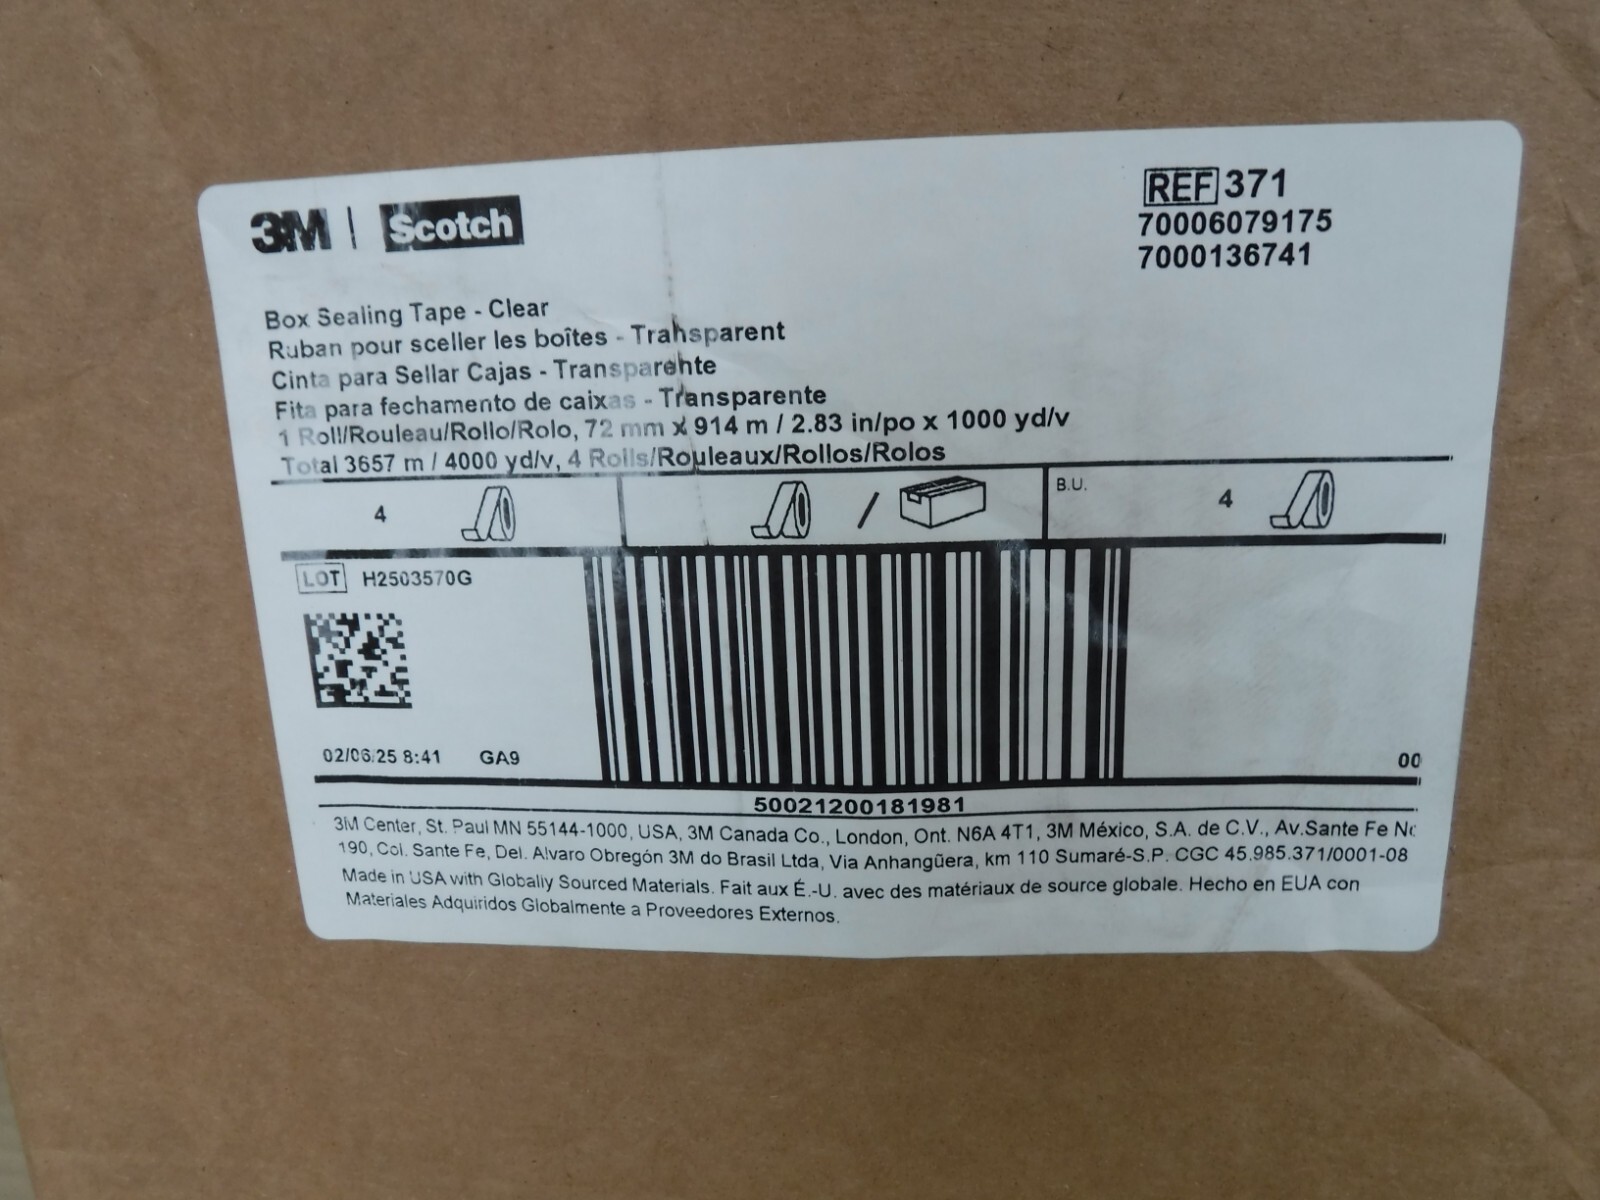 3M | Scotch
REF 371
70006079175
7000136741
Box Sealing Tape - Clear
Ruban pour sceller les boîtes - Transparent
Cinta para Sellar Cajas - Transparente
Fita para fechamento de caixas - Transparente
1 Roll/Rouleau/Rollo/Rolo, 72 mm x 914 m / 2.83 in/po x 1000 yd/v
Total 3657 m / 4000 yd/v, 4 Rolls/Rouleaux/Rollos/Rolos
4 / B.U. 4
LOT H2503570G
02/06/25 8:41 GA9 00
50021200181981
3M Center, St. Paul MN 55144-1000, USA, 3M Canada Co., London, Ont. N6A 4T1, 3M México, S.A. de C.V., Av.Sante Fe No
190, Col. Sante Fe, Del. Alvaro Obregón 3M do Brasil Ltda, Via Anhangüera, km 110 Sumaré-S.P. CGC 45.985.371/0001-08
Made in USA with Globally Sourced Materials. Fait aux É.-U. avec des matériaux de source globale. Hecho en EUA con
Materiales Adquiridos Globalmente a Proveedores Externos.